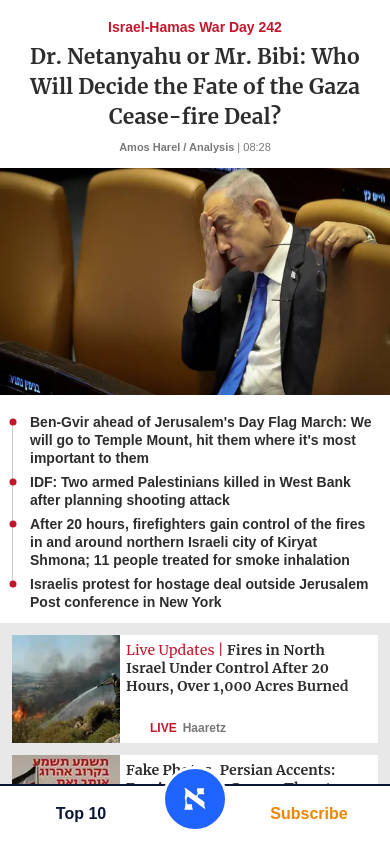 Israel-Hamas War Day 242
Dr. Netanyahu or Mr. Bibi: Who
Will Decide the Fate of the Gaza
Cease-fire Deal?
Amos Harel / Analysis | 08:28
Ben-Gvir ahead of Jerusalem's Day Flag March: We
will go to Temple Mount, hit them where it's most
important to them
IDF: Two armed Palestinians killed in West Bank
after planning shooting attack
After 20 hours, firefighters gain control of the fires
in and around northern Israeli city of Kiryat
Shmona; 11 people treated for smoke inhalation
Israelis protest for hostage deal outside Jerusalem
Post conference in New York
Live Updates | Fires in North
Israel Under Control After 20
Hours, Over 1,000 Acres Burned
LIVE Haaretz
תשמע תשמע
בקרוב אהרוג
Fake Photos, Persian Accents:
Top 10
א
Subscribe